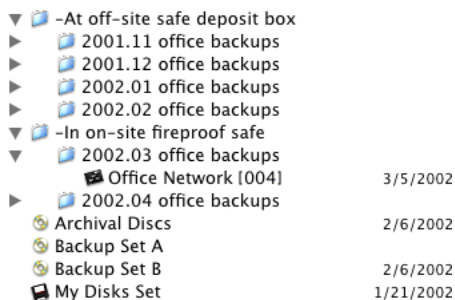 -At off-site safe deposit box
2001.11 office backups
2001.12 office backups
2002.01 office backups
2002.02 office backups
-In on-site fireproof safe
2002.03 office backups
Office Network [004] 3/5/2002
2002.04 office backups
Archival Discs 2/6/2002
Backup Set A
Backup Set B 2/6/2002
My Disks Set 1/21/2002